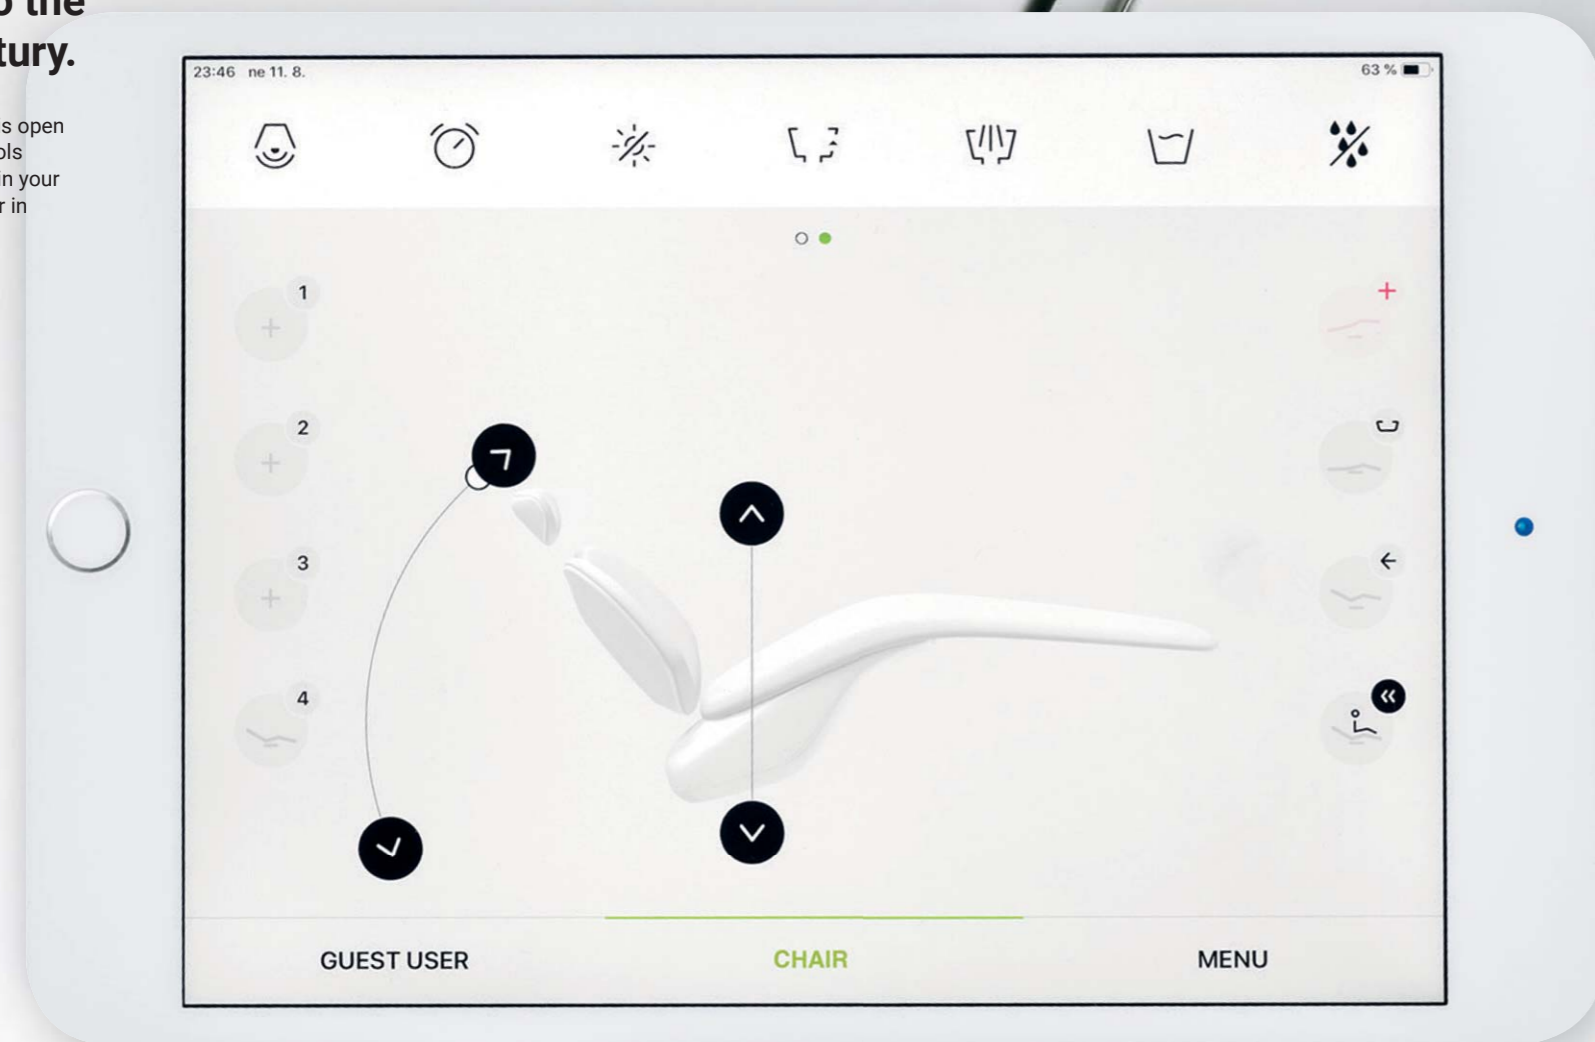 o the
tury.
s open
ols
in your
r in
23:46 ne 11. 8.
63 %
1
2
3
4
GUEST USER
CHAIR
MENU